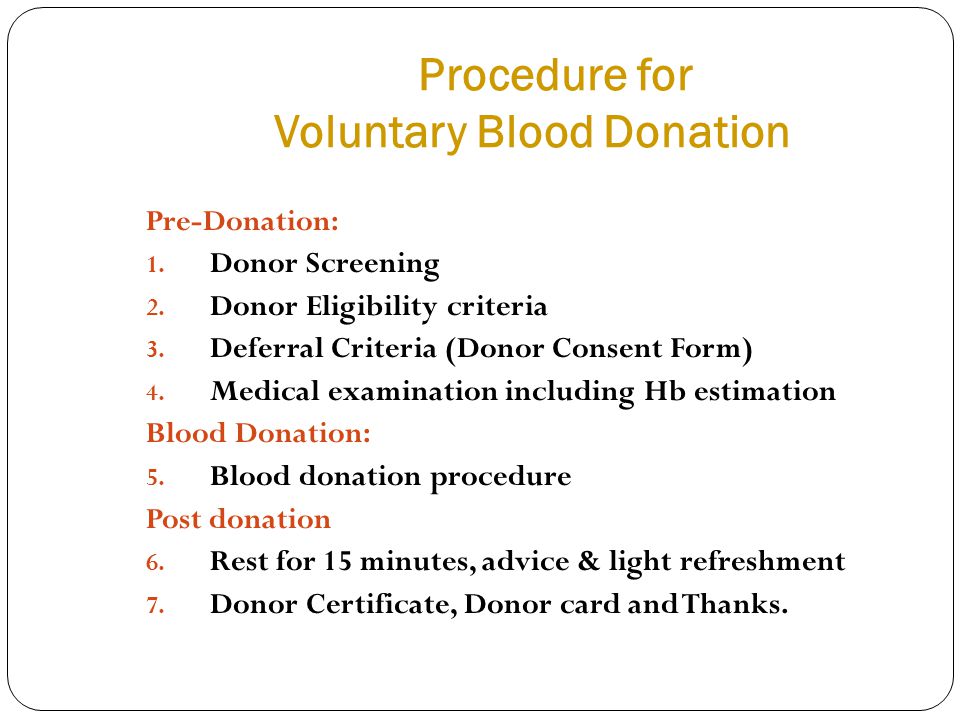 Procedure for
Voluntary Blood Donation
Pre-Donation:
1. Donor Screening
2. Donor Eligibility criteria
3. Deferral Criteria (Donor Consent Form)
4. Medical examination including Hb estimation
Blood Donation:
5. Blood donation procedure
Post donation
6. Rest for 15 minutes, advice & light refreshment
7. Donor Certificate, Donor card and Thanks.